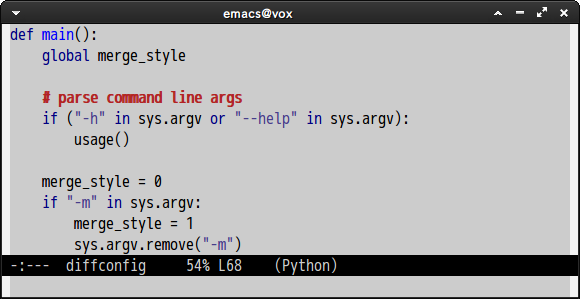 emacs@vox
def main():
    global merge_style

    # parse command line args
    if ("-h" in sys.argv or "--help" in sys.argv):
        usage()

    merge_style = 0
    if "-m" in sys.argv:
        merge_style = 1
        sys.argv.remove("-m")
-:---  diffconfig     54% L68    (Python)